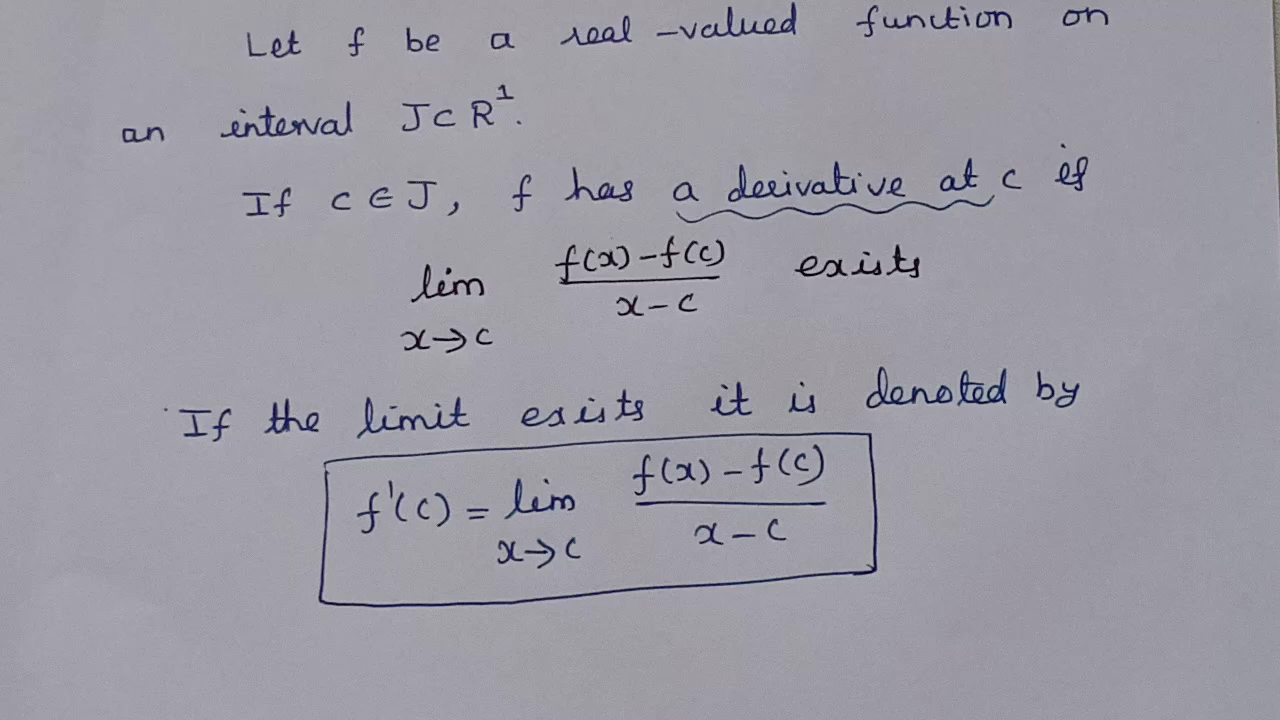 Let f be a real-valued function on
an interval J⊂R¹.
If c∈J, f has a derivative at c if
lim x→c (f(x)-f(c))/(x-c) exists
If the limit exists it is denoted by
f'(c) = lim x→c (f(x)-f(c))/(x-c)